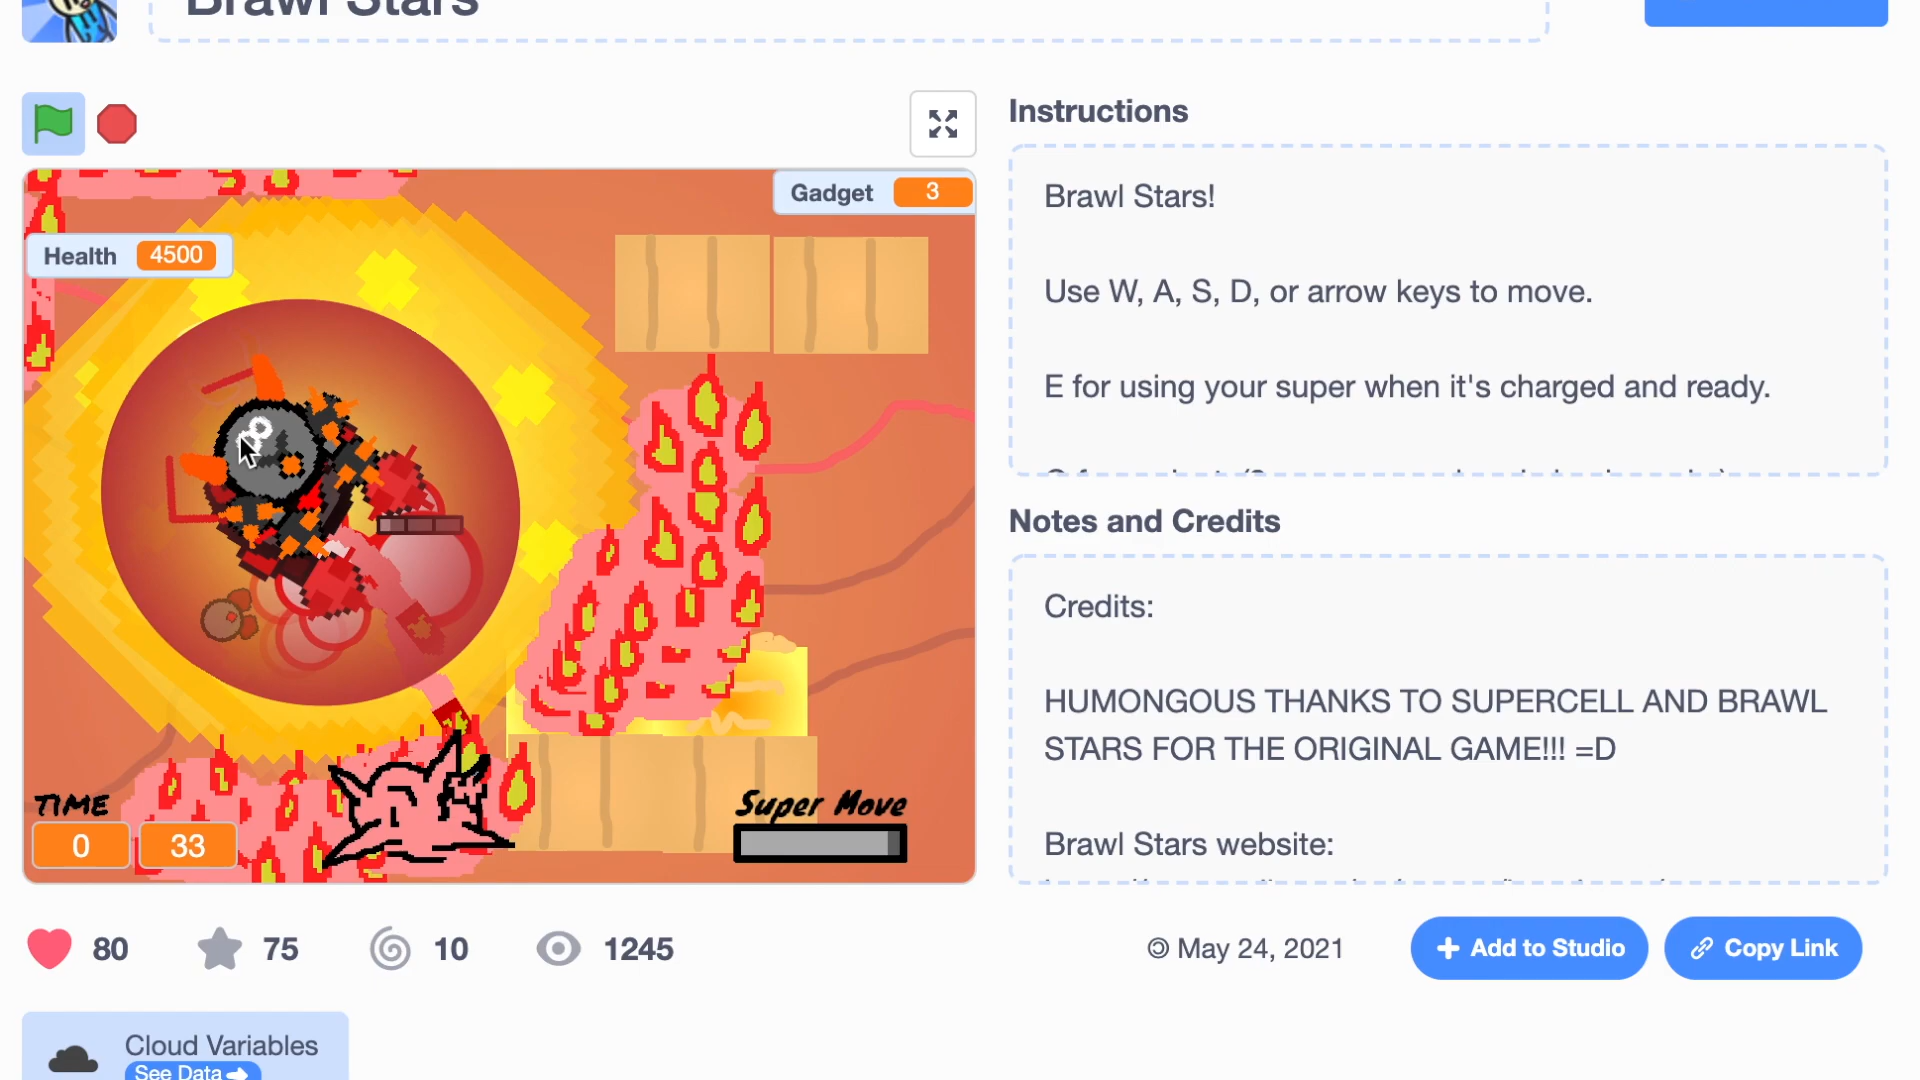 Brawl Stars
Instructions
Gadget 3
Brawl Stars!
Health 4500
Use W, A, S, D, or arrow keys to move.
E for using your super when it's charged and ready.
Notes and Credits
Credits:
HUMONGOUS THANKS TO SUPERCELL AND BRAWL
STARS FOR THE ORIGINAL GAME!!! =D
TIME
0 33
Super Move
Brawl Stars website:
80 75 10 1245
© May 24, 2021
+ Add to Studio
Copy Link
Cloud Variables
See Data